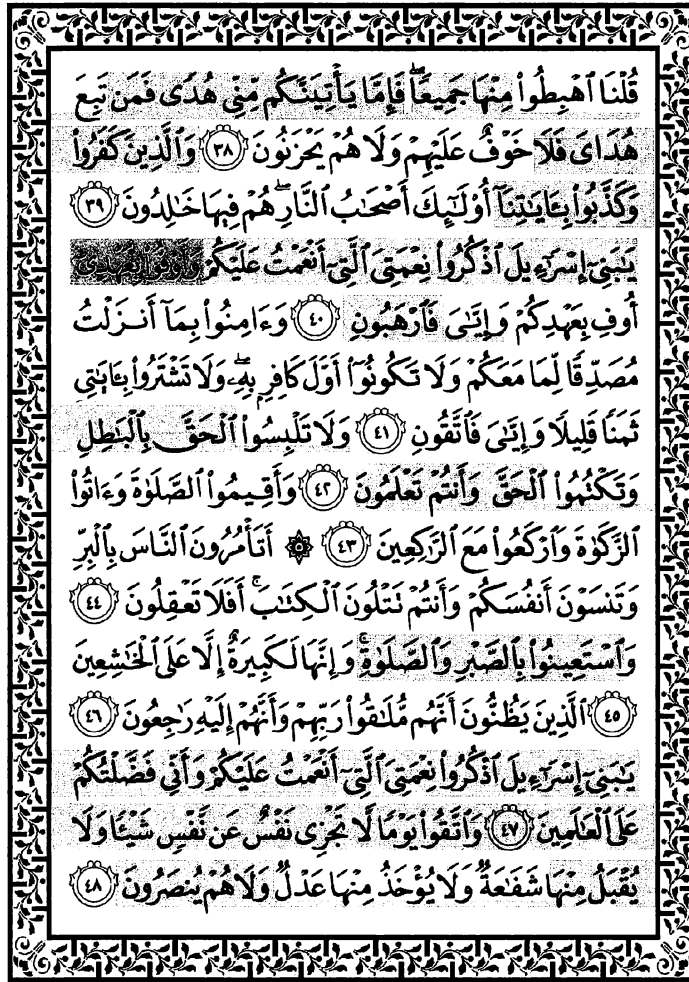 قُلْنَا ٱهْبِطُوا۟ مِنْهَا جَمِيعًۭا ۖ فَإِمَّا يَأْتِيَنَّكُم مِّنِّى هُدًۭى فَمَن تَبِعَ
هُدَاىَ فَلَا خَوْفٌ عَلَيْهِمْ وَلَا هُمْ يَحْزَنُونَ ٣٨ وَٱلَّذِينَ كَفَرُوا۟
وَكَذَّبُوا۟ بِـَٔايَـٰتِنَآ أُو۟لَـٰٓئِكَ أَصْحَـٰبُ ٱلنَّارِ ۖ هُمْ فِيهَا خَـٰلِدُونَ ٣٩
يَـٰبَنِىٓ إِسْرَٰٓءِيلَ ٱذْكُرُوا۟ نِعْمَتِىَ ٱلَّتِىٓ أَنْعَمْتُ عَلَيْكُمْ وَأَوْفُوا۟ بِعَهْدِىٓ
أُوفِ بِعَهْدِكُمْ وَإِيَّـٰىَ فَٱرْهَبُونِ ٤٠ وَءَامِنُوا۟ بِمَآ أَنزَلْتُ
مُصَدِّقًۭا لِّمَا مَعَكُمْ وَلَا تَكُونُوٓا۟ أَوَّلَ كَافِرٍۭ بِهِۦ ۖ وَلَا تَشْتَرُوا۟ بِـَٔايَـٰتِى
ثَمَنًۭا قَلِيلًۭا وَإِيَّـٰىَ فَٱتَّقُونِ ٤١ وَلَا تَلْبِسُوا۟ ٱلْحَقَّ بِٱلْبَـٰطِلِ
وَتَكْتُمُوا۟ ٱلْحَقَّ وَأَنتُمْ تَعْلَمُونَ ٤٢ وَأَقِيمُوا۟ ٱلصَّلَوٰةَ وَءَاتُوا۟
ٱلزَّكَوٰةَ وَٱرْكَعُوا۟ مَعَ ٱلرَّٰكِعِينَ ٤٣ ۞ أَتَأْمُرُونَ ٱلنَّاسَ بِٱلْبِرِّ
وَتَنسَوْنَ أَنفُسَكُمْ وَأَنتُمْ تَتْلُونَ ٱلْكِتَـٰبَ ۚ أَفَلَا تَعْقِلُونَ ٤٤
وَٱسْتَعِينُوا۟ بِٱلصَّبْرِ وَٱلصَّلَوٰةِ ۚ وَإِنَّهَا لَكَبِيرَةٌ إِلَّا عَلَى ٱلْخَـٰشِعِينَ
٤٥ ٱلَّذِينَ يَظُنُّونَ أَنَّهُم مُّلَـٰقُوا۟ رَبِّهِمْ وَأَنَّهُمْ إِلَيْهِ رَٰجِعُونَ ٤٦
يَـٰبَنِىٓ إِسْرَٰٓءِيلَ ٱذْكُرُوا۟ نِعْمَتِىَ ٱلَّتِىٓ أَنْعَمْتُ عَلَيْكُمْ وَأَنِّى فَضَّلْتُكُمْ
عَلَى ٱلْعَـٰلَمِينَ ٤٧ وَٱتَّقُوا۟ يَوْمًۭا لَّا تَجْزِى نَفْسٌ عَن نَّفْسٍۢ شَيْـًۭٔا وَلَا
يُقْبَلُ مِنْهَا شَفَـٰعَةٌۭ وَلَا يُؤْخَذُ مِنْهَا عَدْلٌۭ وَلَا هُمْ يُنصَرُونَ ٤٨